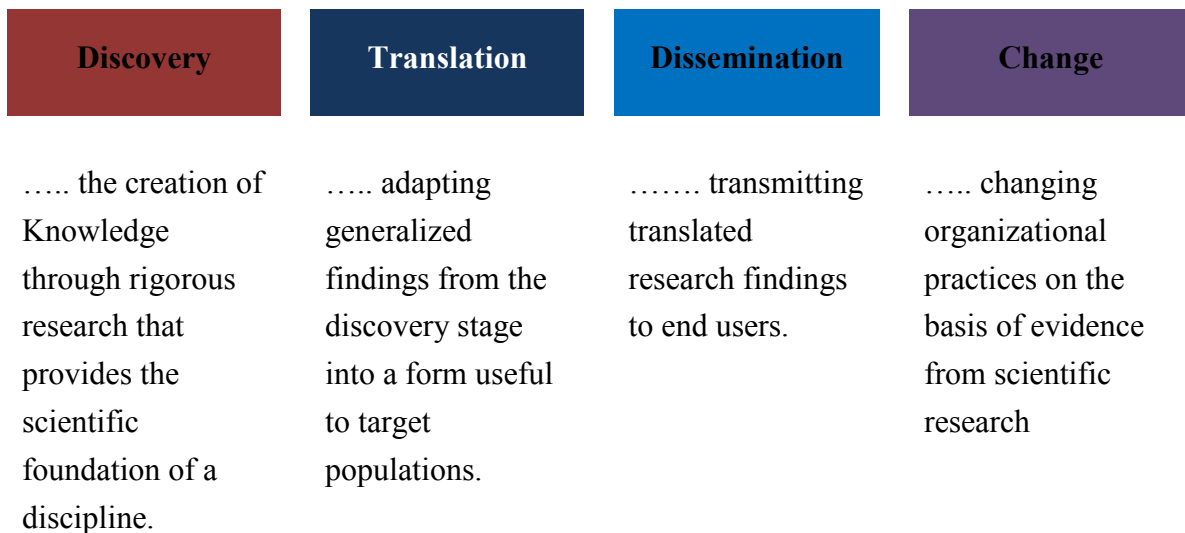 Discovery
Translation
Dissemination
Change
….. the creation of
Knowledge
through rigorous
research that
provides the
scientific
foundation of a
discipline.
….. adapting
generalized
findings from the
discovery stage
into a form useful
to target
populations.
……. transmitting
translated
research findings
to end users.
….. changing
organizational
practices on the
basis of evidence
from scientific
research